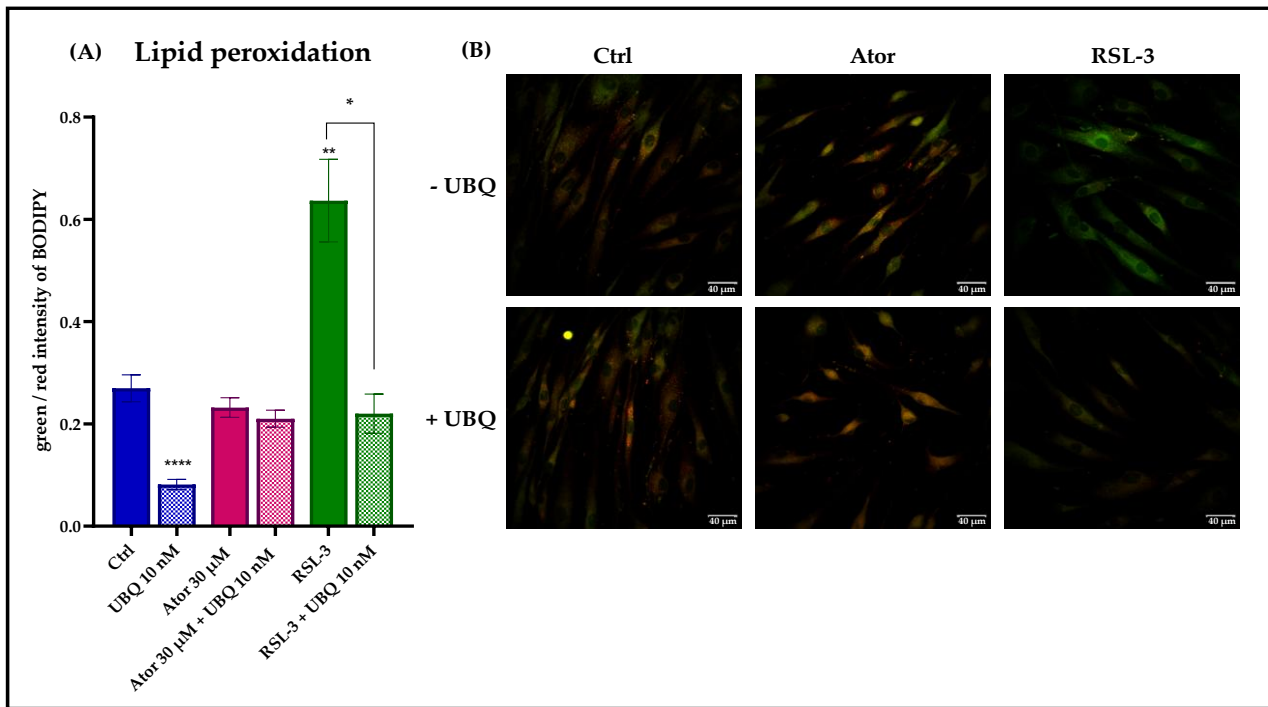 (A) Lipid peroxidation
green / red intensity of BODIPY
0.8
0.6
0.4
0.2
0.0
****
**
*
Ctrl
UBQ 10 nM
Ator 30 µM
Ator 30 µM + UBQ 10 nM
RSL-3
RSL-3 + UBQ 10 nM
(B)
Ctrl
Ator
RSL-3
- UBQ
40 µm
40 µm
40 µm
+ UBQ
40 µm
40 µm
40 µm